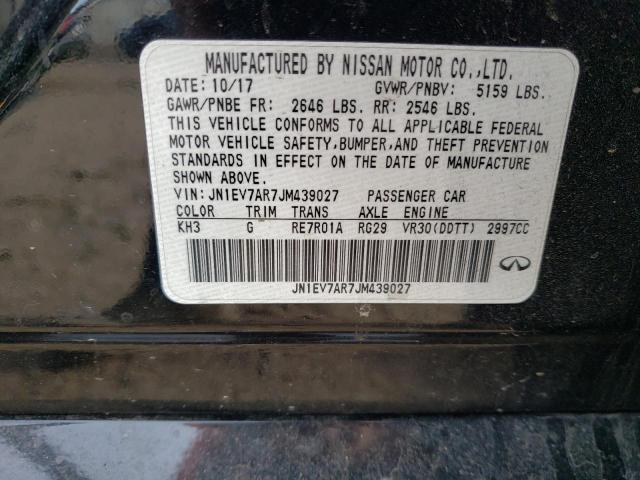 MANUFACTURED BY NISSAN MOTOR CO.,LTD.
DATE: 10/17 GVWR/PNBV: 5159 LBS.
GAWR/PNBE FR: 2646 LBS. RR: 2546 LBS.
THIS VEHICLE CONFORMS TO ALL APPLICABLE FEDERAL
MOTOR VEHICLE SAFETY,BUMPER,AND THEFT PREVENTION
STANDARDS IN EFFECT ON THE DATE OF MANUFACTURE
SHOWN ABOVE.
VIN: JN1EV7AR7JM439027 PASSENGER CAR
COLOR TRIM TRANS AXLE ENGINE
KH3 G RE7R01A RG29 VR30(DDTT) 2997CC
JN1EV7AR7JM439027